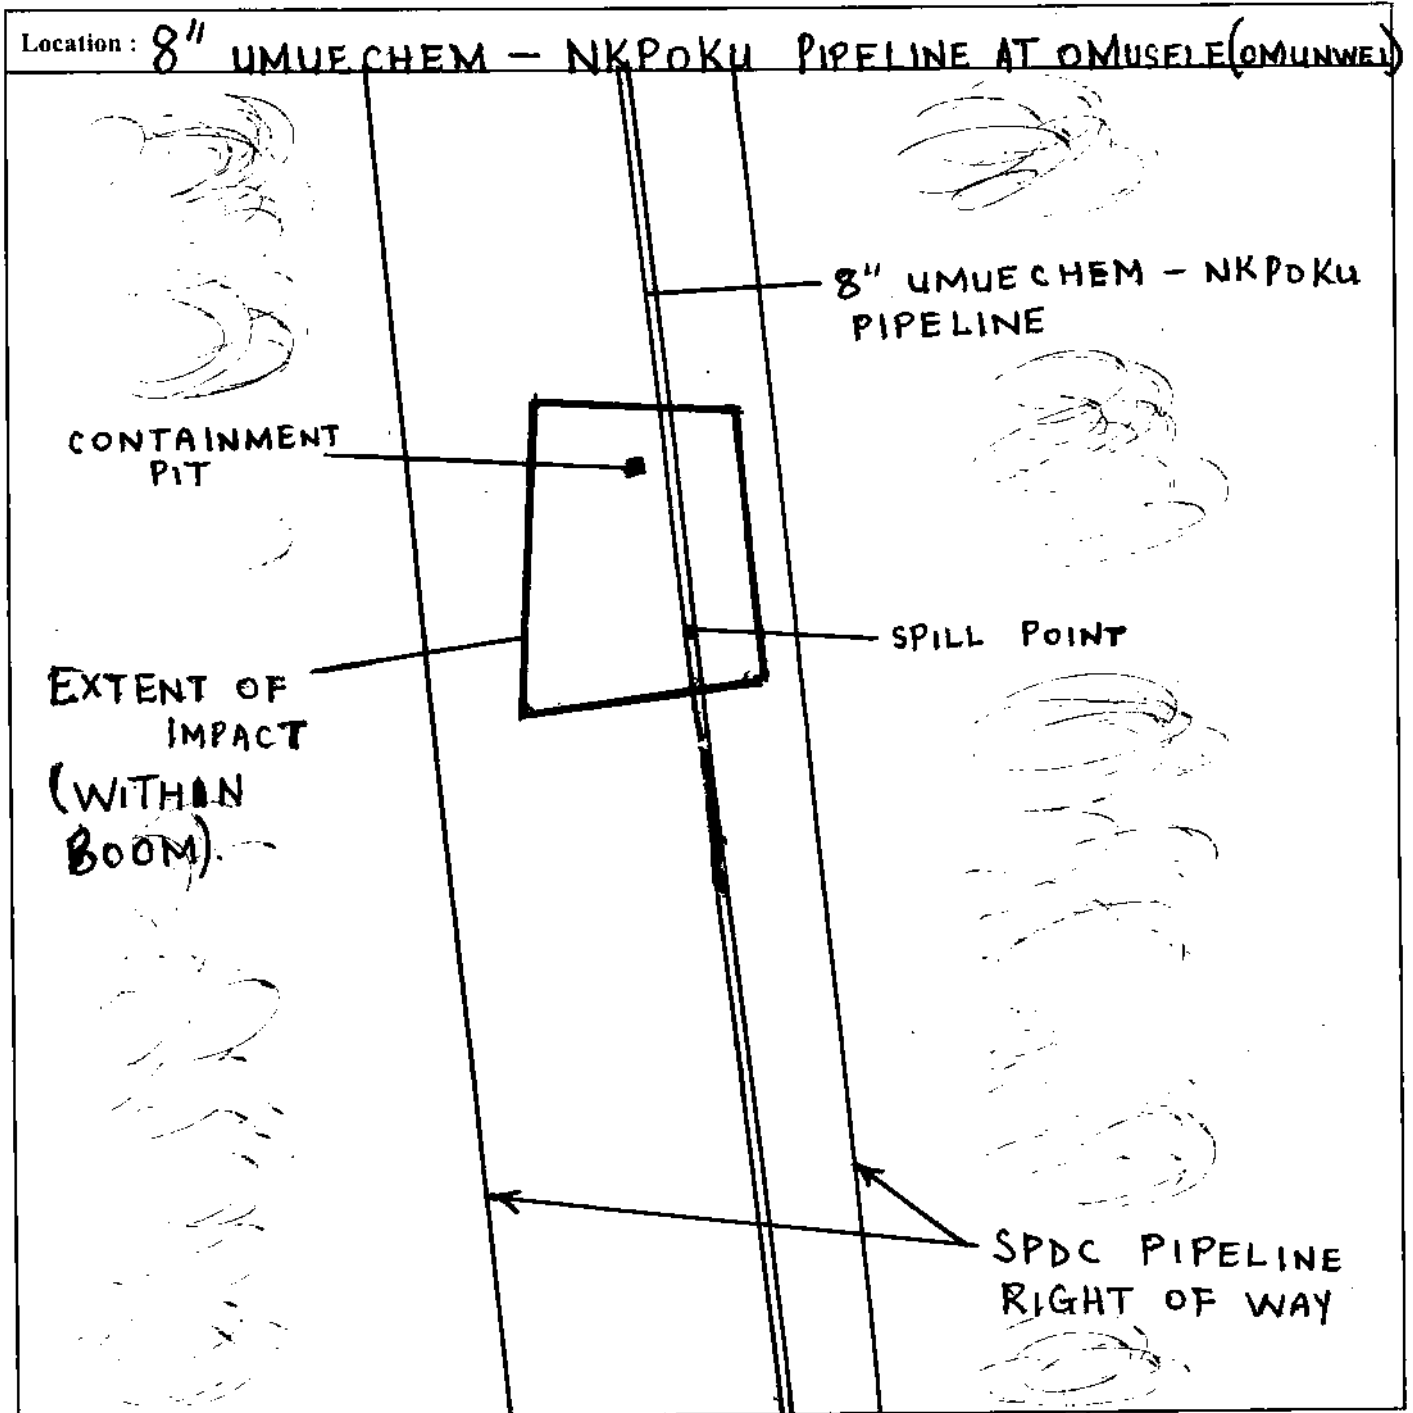 Location : 8" UMUECHEM - NKPOKU PIPELINE AT OMUSELE(OMUNWEI)
8" UMUECHEM - NKPOKU
PIPELINE
CONTAINMENT
PIT
SPILL POINT
EXTENT OF
IMPACT
(WITHIN
BOOM).
SPDC PIPELINE
RIGHT OF WAY